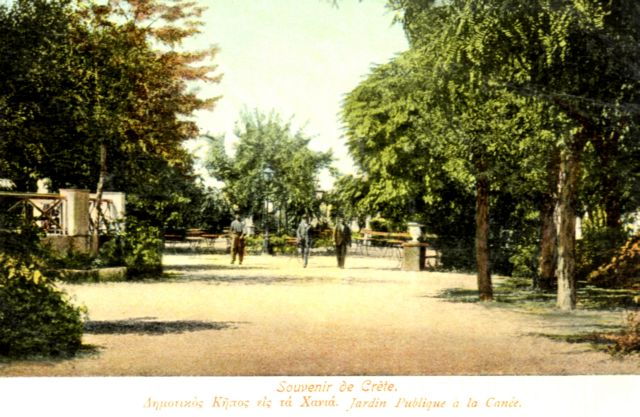 Souvenir de Crète.
Δημοτικὸς Κῆπος εἰς τὰ Χανιά. Jardin Publique à la Canée.